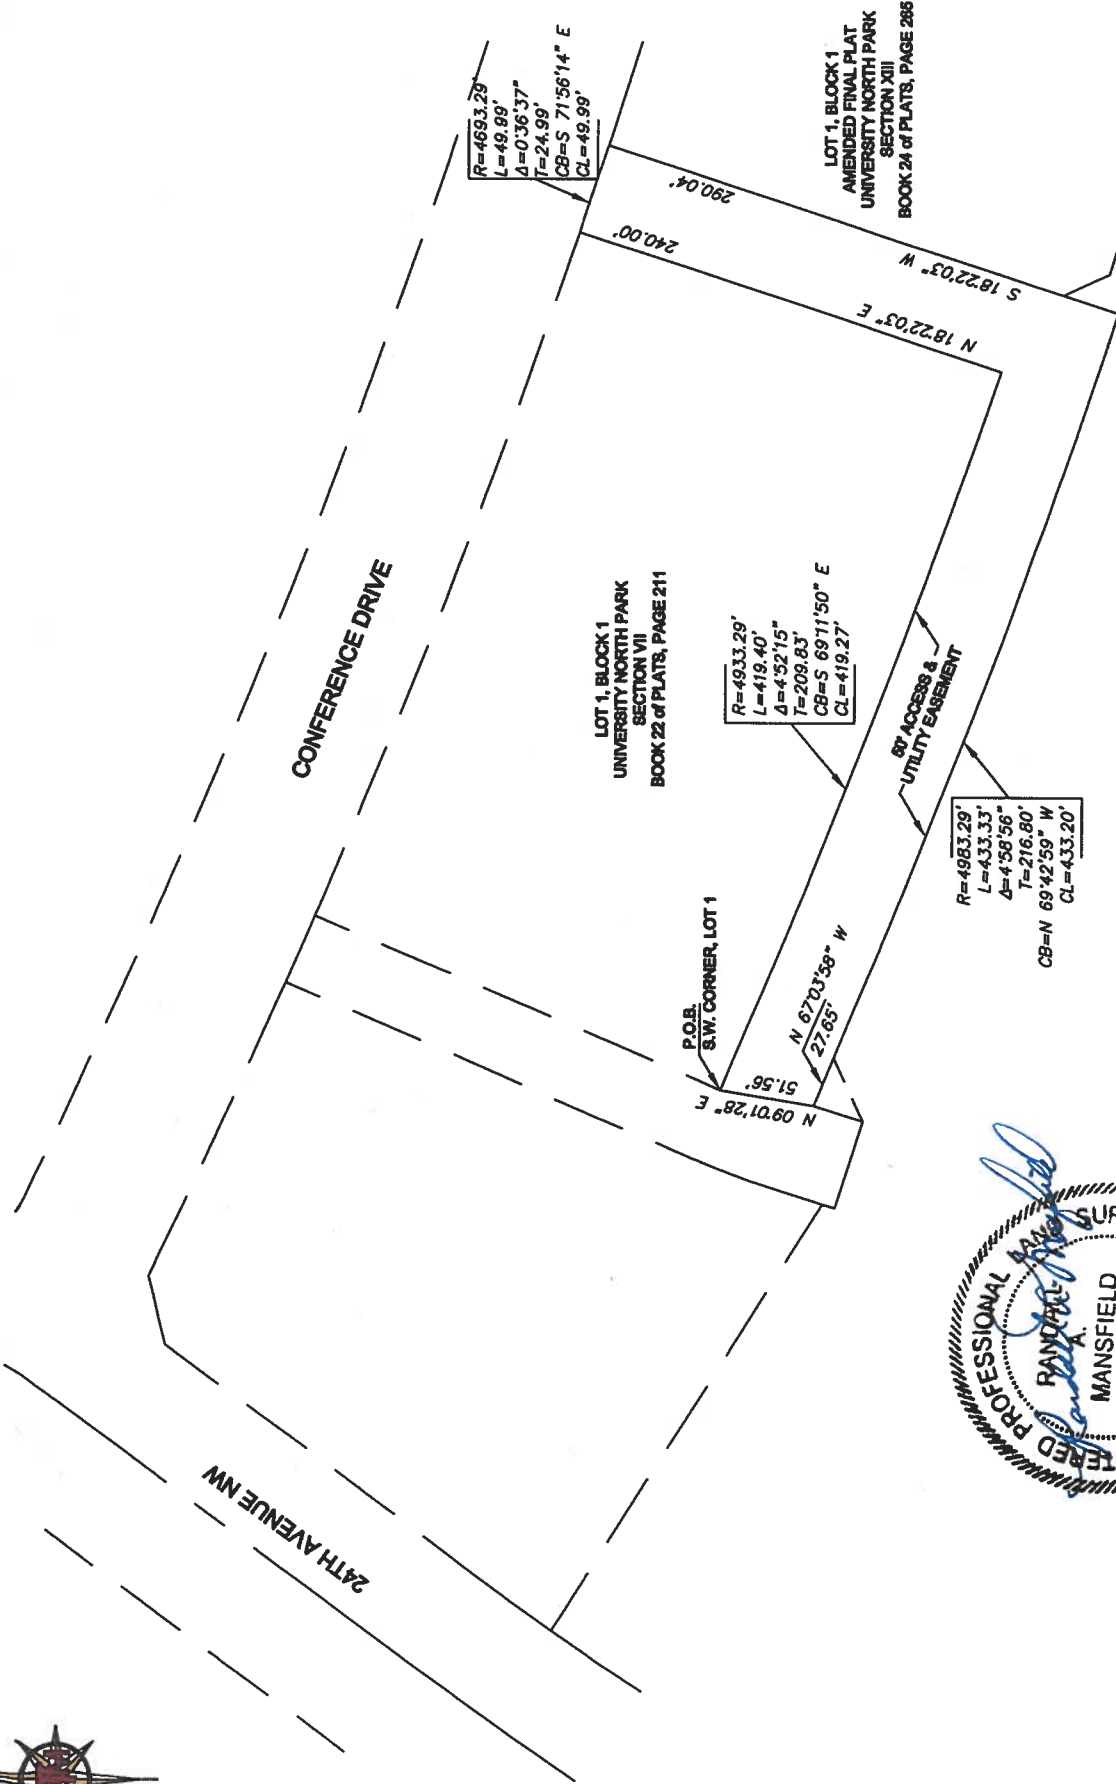 R=4693.29'
L=49.99'
Δ=0°36'37"
T=24.99'
CB=S 71°56'14" E
CL=49.99'
LOT 1, BLOCK 1
AMENDED FINAL PLAT
UNIVERSITY NORTH PARK
SECTION XIII
BOOK 24 of PLATS, PAGE 265
290.04'
S 18°22'03" W
240.00'
N 18°22'03" E
CONFERENCE DRIVE
LOT 1, BLOCK 1
UNIVERSITY NORTH PARK
SECTION VII
BOOK 22 of PLATS, PAGE 211
R=4933.29'
L=419.40'
Δ=4°52'15"
T=209.83'
CB=S 69°11'50" E
CL=419.27'
50' ACCESS &
UTILITY EASEMENT
R=4983.29'
L=433.33'
Δ=4°58'56"
T=216.80'
CB=N 69°42'59" W
CL=433.20'
P.O.B.
S.W. CORNER, LOT 1
N 67°03'58" W
27.65'
51.56'
N 09°01'28" E
24TH AVENUE NW
TERED PROFESSIONAL LAND SUR
RANDALL
A.
MANSFIELD